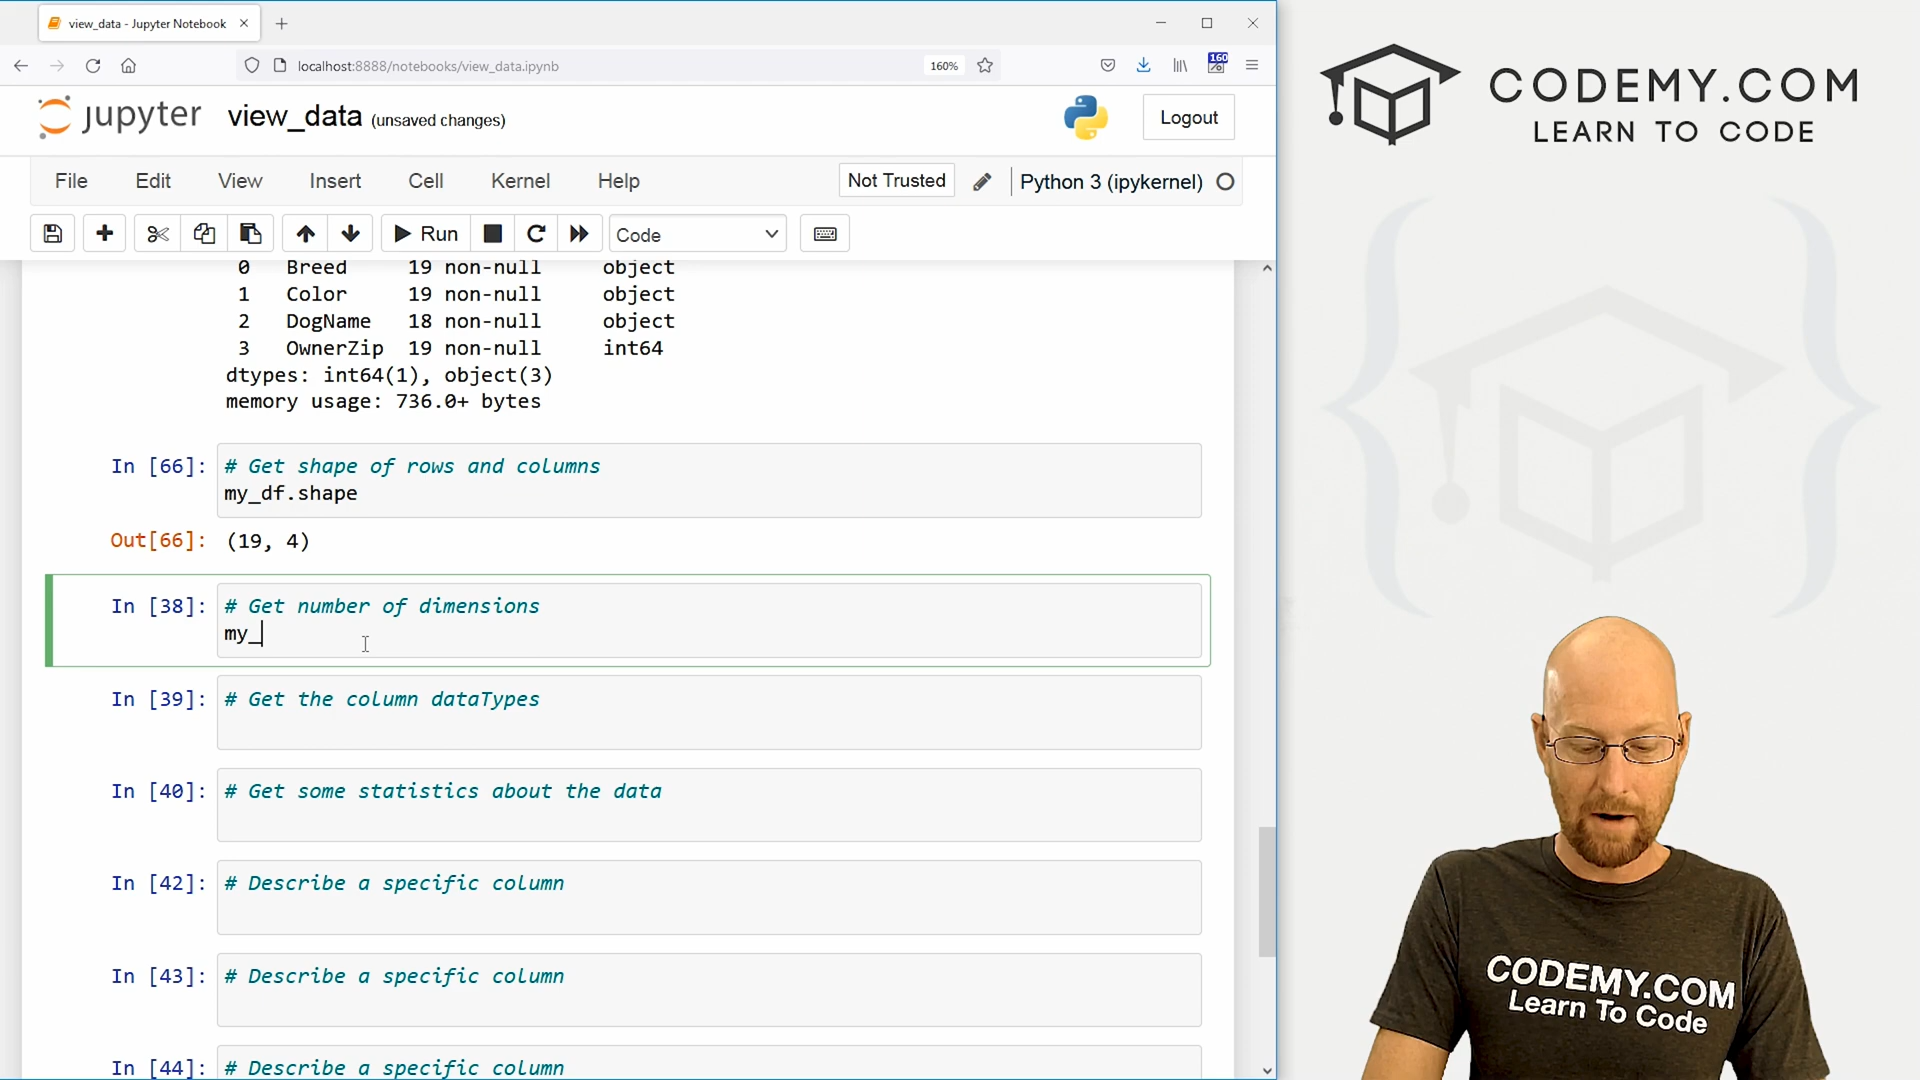 view_data - Jupyter Notebook
localhost:8888/notebooks/view_data.ipynb
160%
160
jupyter view_data (unsaved changes)
Logout
File Edit View Insert Cell Kernel Help
Not Trusted
Python 3 (ipykernel)
Run
Code
0 Breed 19 non-null object
1 Color 19 non-null object
2 DogName 18 non-null object
3 OwnerZip 19 non-null int64
dtypes: int64(1), object(3)
memory usage: 736.0+ bytes
In [66]: # Get shape of rows and columns
my_df.shape
Out[66]: (19, 4)
In [38]: # Get number of dimensions
my_
In [39]: # Get the column dataTypes
In [40]: # Get some statistics about the data
In [42]: # Describe a specific column
In [43]: # Describe a specific column
In [44]: # Describe a specific column
CODEMY.COM
LEARN TO CODE
CODEMY.COM
Learn To Code